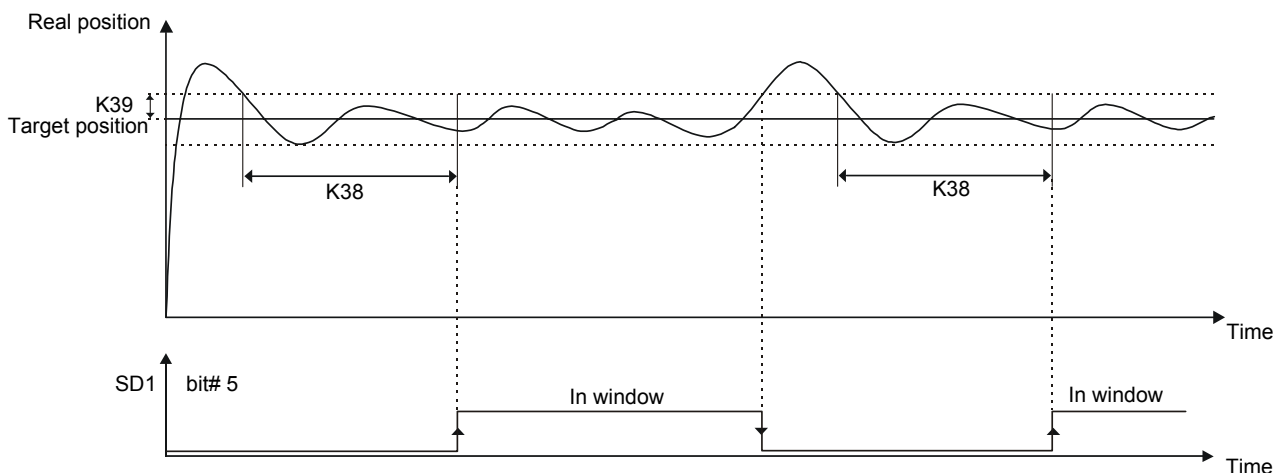 Real position
K39
Target position
K38
K38
Time
SD1 bit# 5
In window
In window
Time